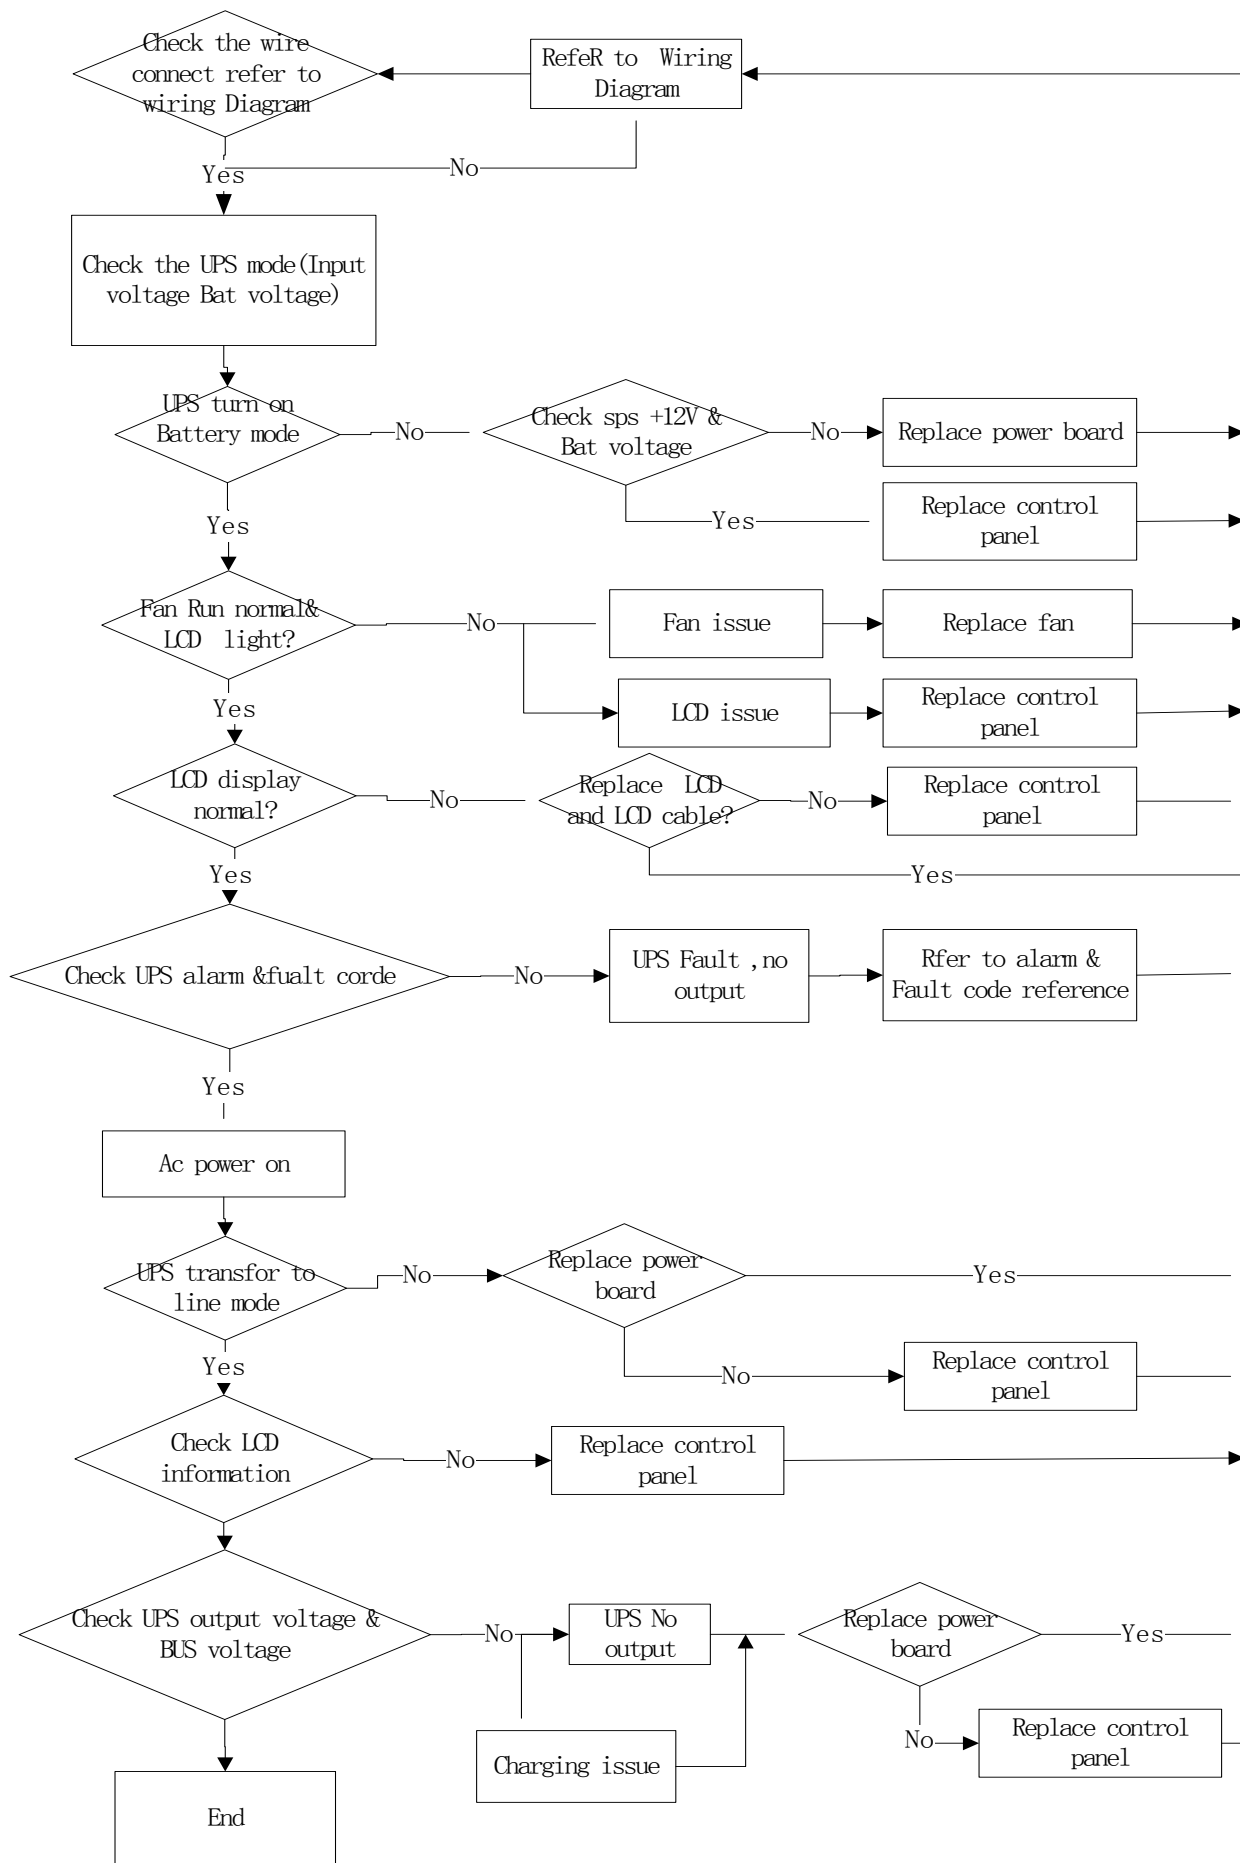 Check the wire
connect refer to
wiring Diagram
RefeR to Wiring
Diagram
No
Yes
Check the UPS mode(Input
voltage Bat voltage)
UPS turn on
Battery mode
No
Check sps +12V &
Bat voltage
No
Replace power board
Yes
Replace control
panel
Yes
Fan Run normal&
LCD light?
No
Fan issue
Replace fan
LCD issue
Replace control
panel
Yes
LCD display
normal?
No
Replace LCD
and LCD cable?
No
Replace control
panel
Yes
Yes
Check UPS alarm &fualt corde
No
UPS Fault ,no
output
Rfer to alarm &
Fault code reference
Yes
Ac power on
UPS transfor to
line mode
No
Replace power
board
Yes
No
Replace control
panel
Yes
Check LCD
information
No
Replace control
panel
Check UPS output voltage &
BUS voltage
No
UPS No
output
Replace power
board
Yes
No
Replace control
panel
Charging issue
End